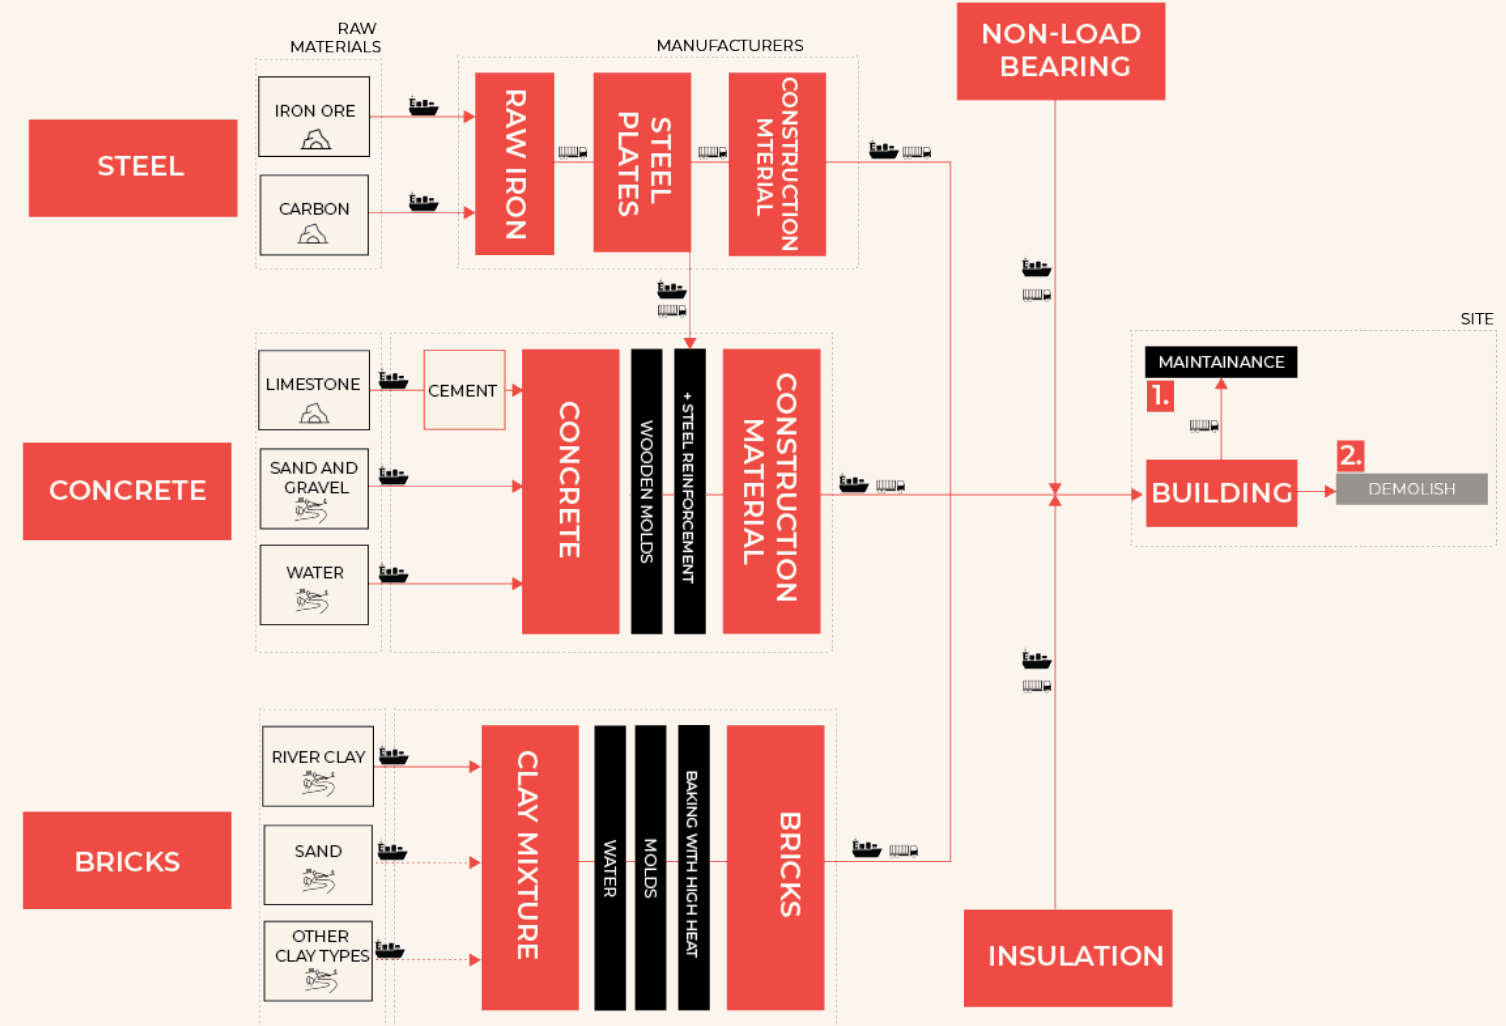 RAW
MATERIALS
MANUFACTURERS
NON-LOAD
BEARING
STEEL
IRON ORE
CARBON
RAW IRON
STEEL
PLATES
CONSTRUCTION
MTERIAL
SITE
CONCRETE
LIMESTONE
CEMENT
SAND AND
GRAVEL
WATER
CONCRETE
WOODEN MOLDS
+ STEEL REINFORCEMENT
CONSTRUCTION
MATERIAL
MAINTAINANCE
1.
BUILDING
2.
DEMOLISH
BRICKS
RIVER CLAY
SAND
OTHER
CLAY TYPES
CLAY MIXTURE
WATER
MOLDS
BAKING WITH HIGH HEAT
BRICKS
INSULATION